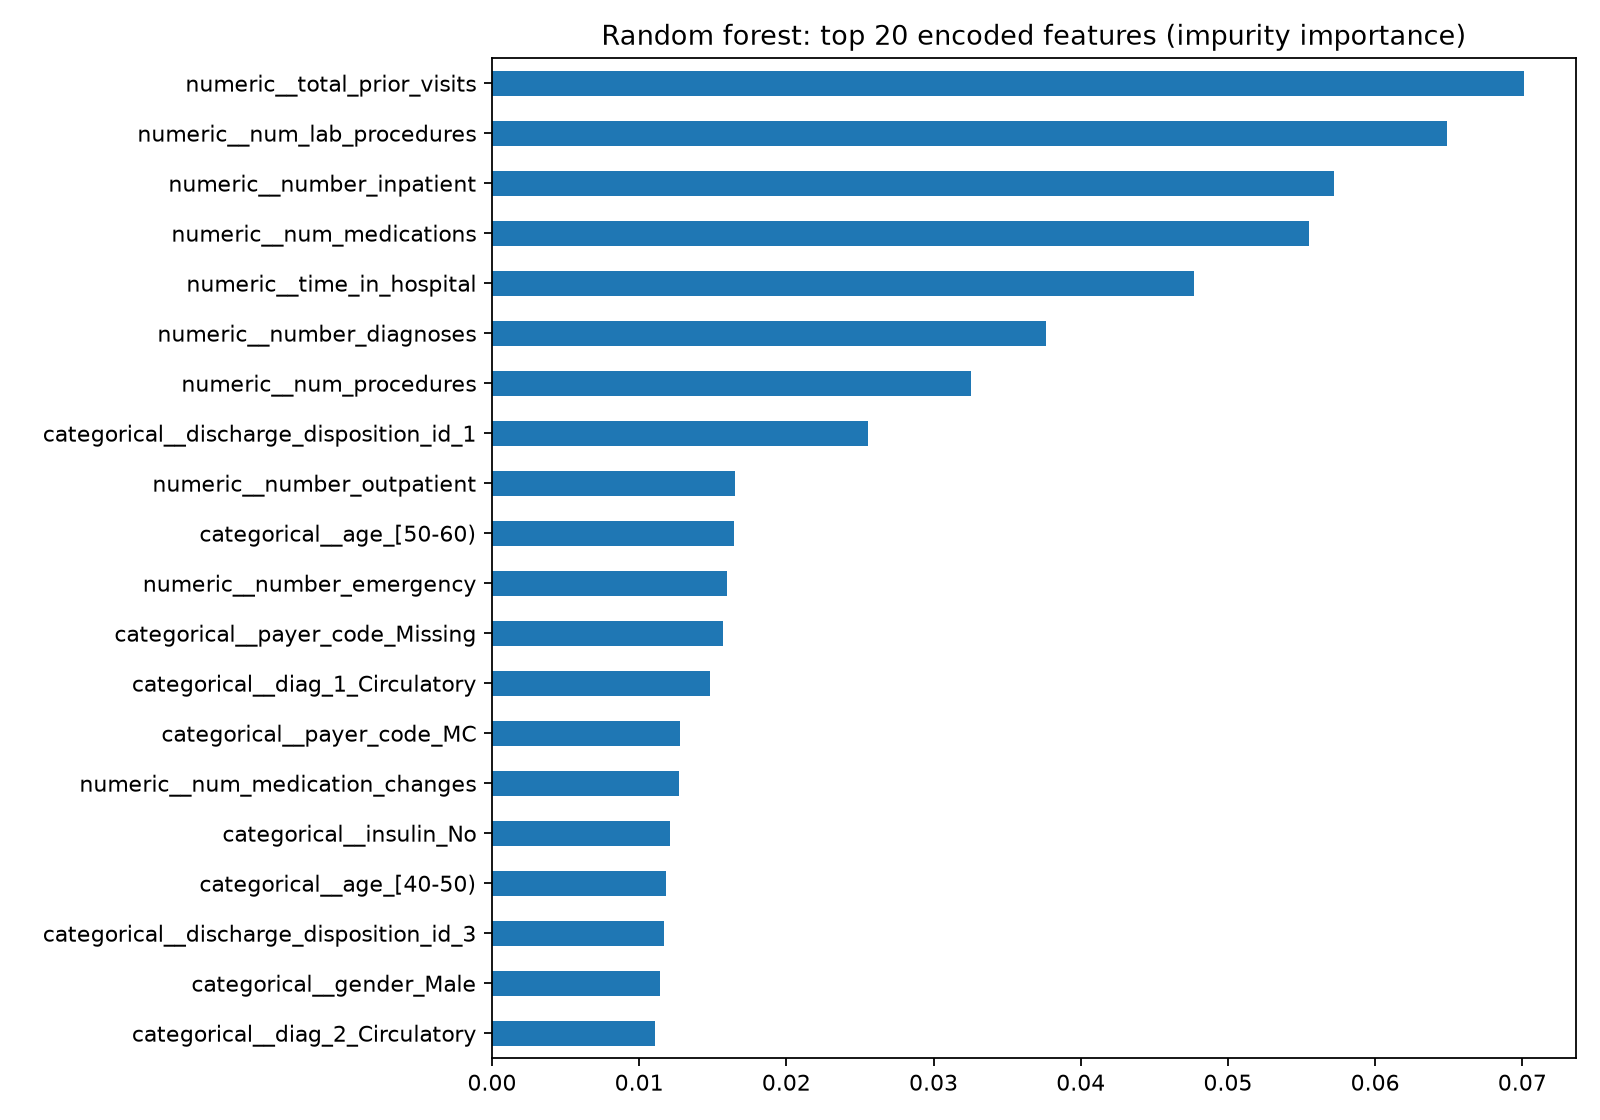 Random forest: top 20 encoded features (impurity importance)
numeric__total_prior_visits
numeric__num_lab_procedures
numeric__number_inpatient
numeric__num_medications
numeric__time_in_hospital
numeric__number_diagnoses
numeric__num_procedures
categorical__discharge_disposition_id_1
numeric__number_outpatient
categorical__age_[50-60)
numeric__number_emergency
categorical__payer_code_Missing
categorical__diag_1_Circulatory
categorical__payer_code_MC
numeric__num_medication_changes
categorical__insulin_No
categorical__age_[40-50)
categorical__discharge_disposition_id_3
categorical__gender_Male
categorical__diag_2_Circulatory
0.00 0.01 0.02 0.03 0.04 0.05 0.06 0.07